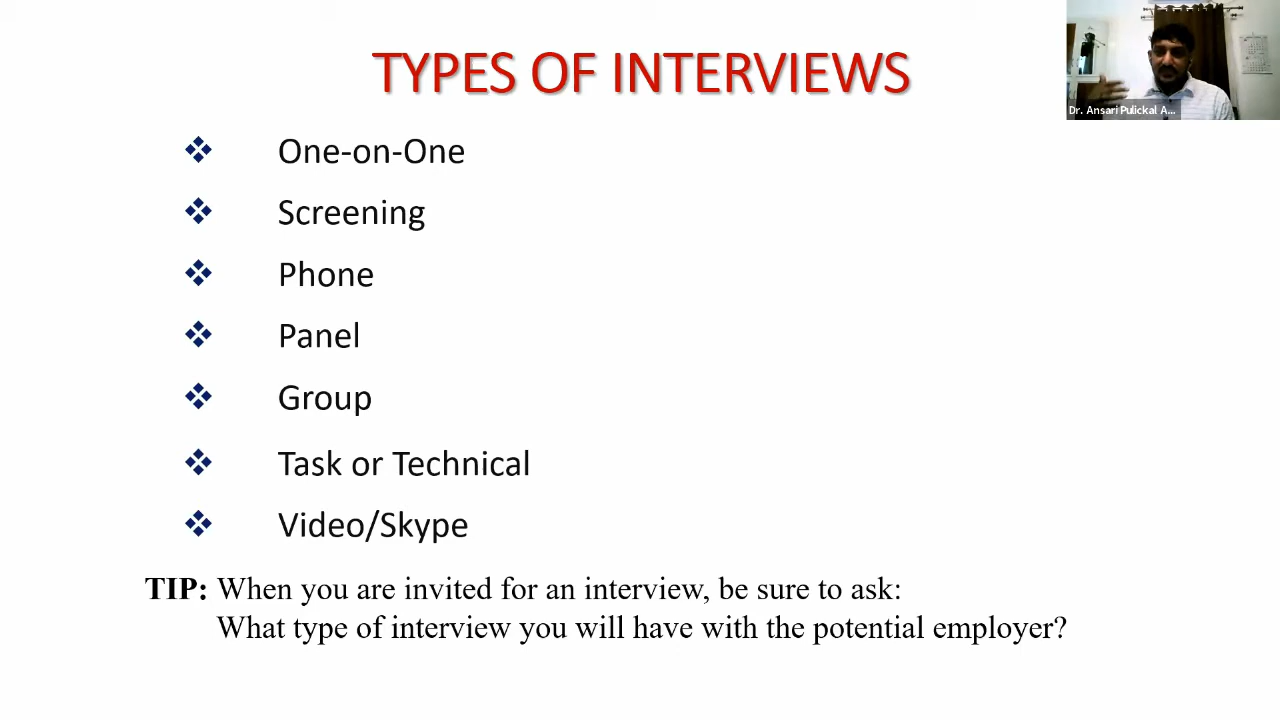 TYPES OF INTERVIEWS
Dr. Ansari Pulickal A...
One-on-One
Screening
Phone
Panel
Group
Task or Technical
Video/Skype
TIP: When you are invited for an interview, be sure to ask:
What type of interview you will have with the potential employer?